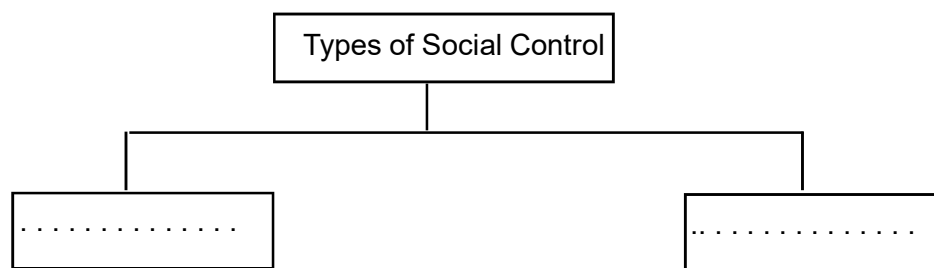 Types of Social Control
. . . . . . . . . . . . . .
.. . . . . . . . . . . . . .